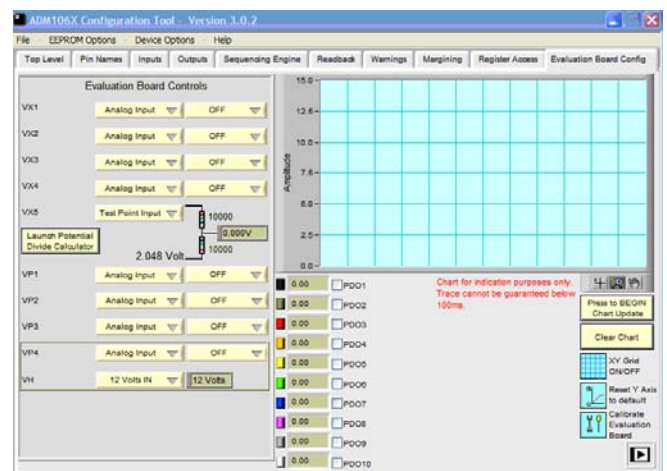 ADM106X Configuration Tool - Version 3.0.2
File EEPROM Options Device Options Help
Top Level Pin Names Inputs Outputs Sequencing Engine Readback Warnings Margining Register Access Evaluation Board Config
Evaluation Board Controls
VX1 Analog Input OFF
VX2 Analog Input OFF
VX3 Analog Input OFF
VX4 Analog Input OFF
VX5 Test Point Input 10000
0.000V
Launch Potential
Divide Calculator
2.048 Volt 10000
VP1 Analog Input OFF
VP2 Analog Input OFF
VP3 Analog Input OFF
VP4 Analog Input OFF
VH 12 Volts IN 12 Volts
Amplitude
15.0
12.5
10.0
7.5
5.0
2.5
0.0
0.00 PDO1
0.00 PDO2
0.00 PDO3
0.00 PDO4
0.00 PDO5
0.00 PDO6
0.00 PDO7
0.00 PDO8
0.00 PDO9
0.00 PDO10
Chart for indication purposes only.
Trace cannot be guaranteed below
100ms.
Press to BEGIN
Chart Update
Clear Chart
XY Grid
ON/OFF
Reset Y Axis
to default
Calibrate
Evaluation
Board